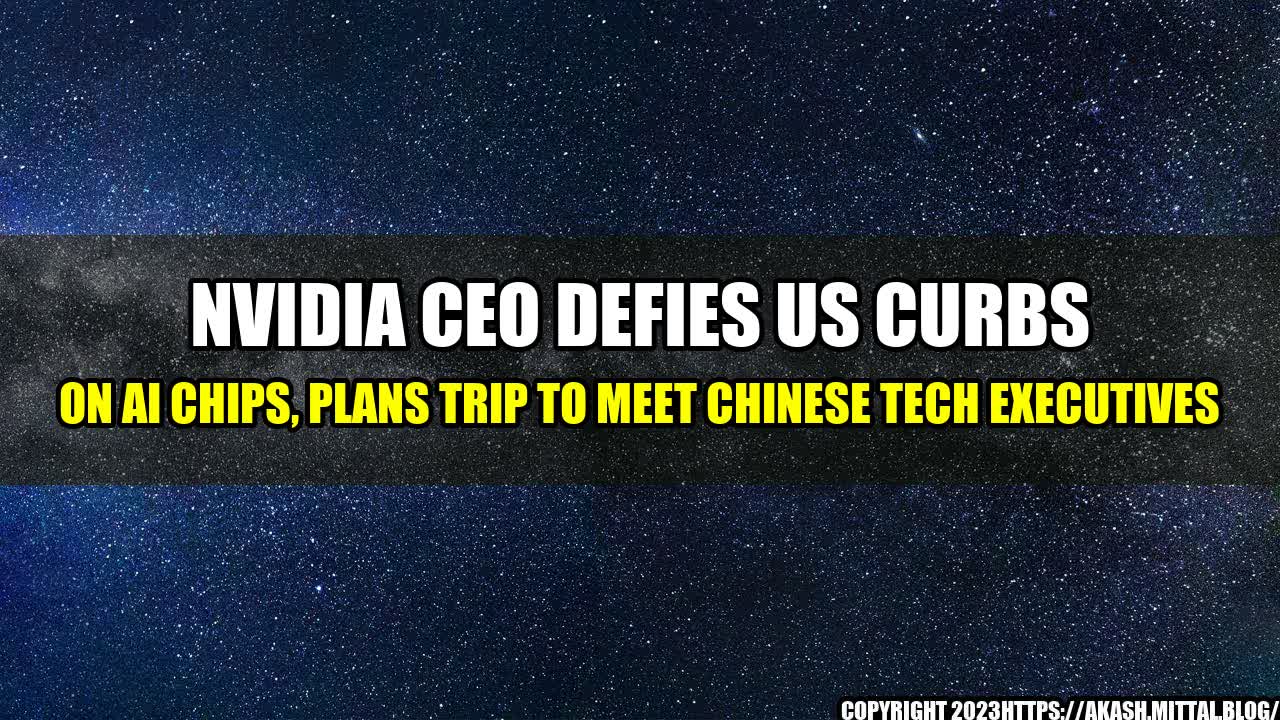 NVIDIA CEO DEFIES US CURBS
ON AI CHIPS, PLANS TRIP TO MEET CHINESE TECH EXECUTIVES
COPYRIGHT 2023HTTPS://AKASH.MITTAL.BLOG/